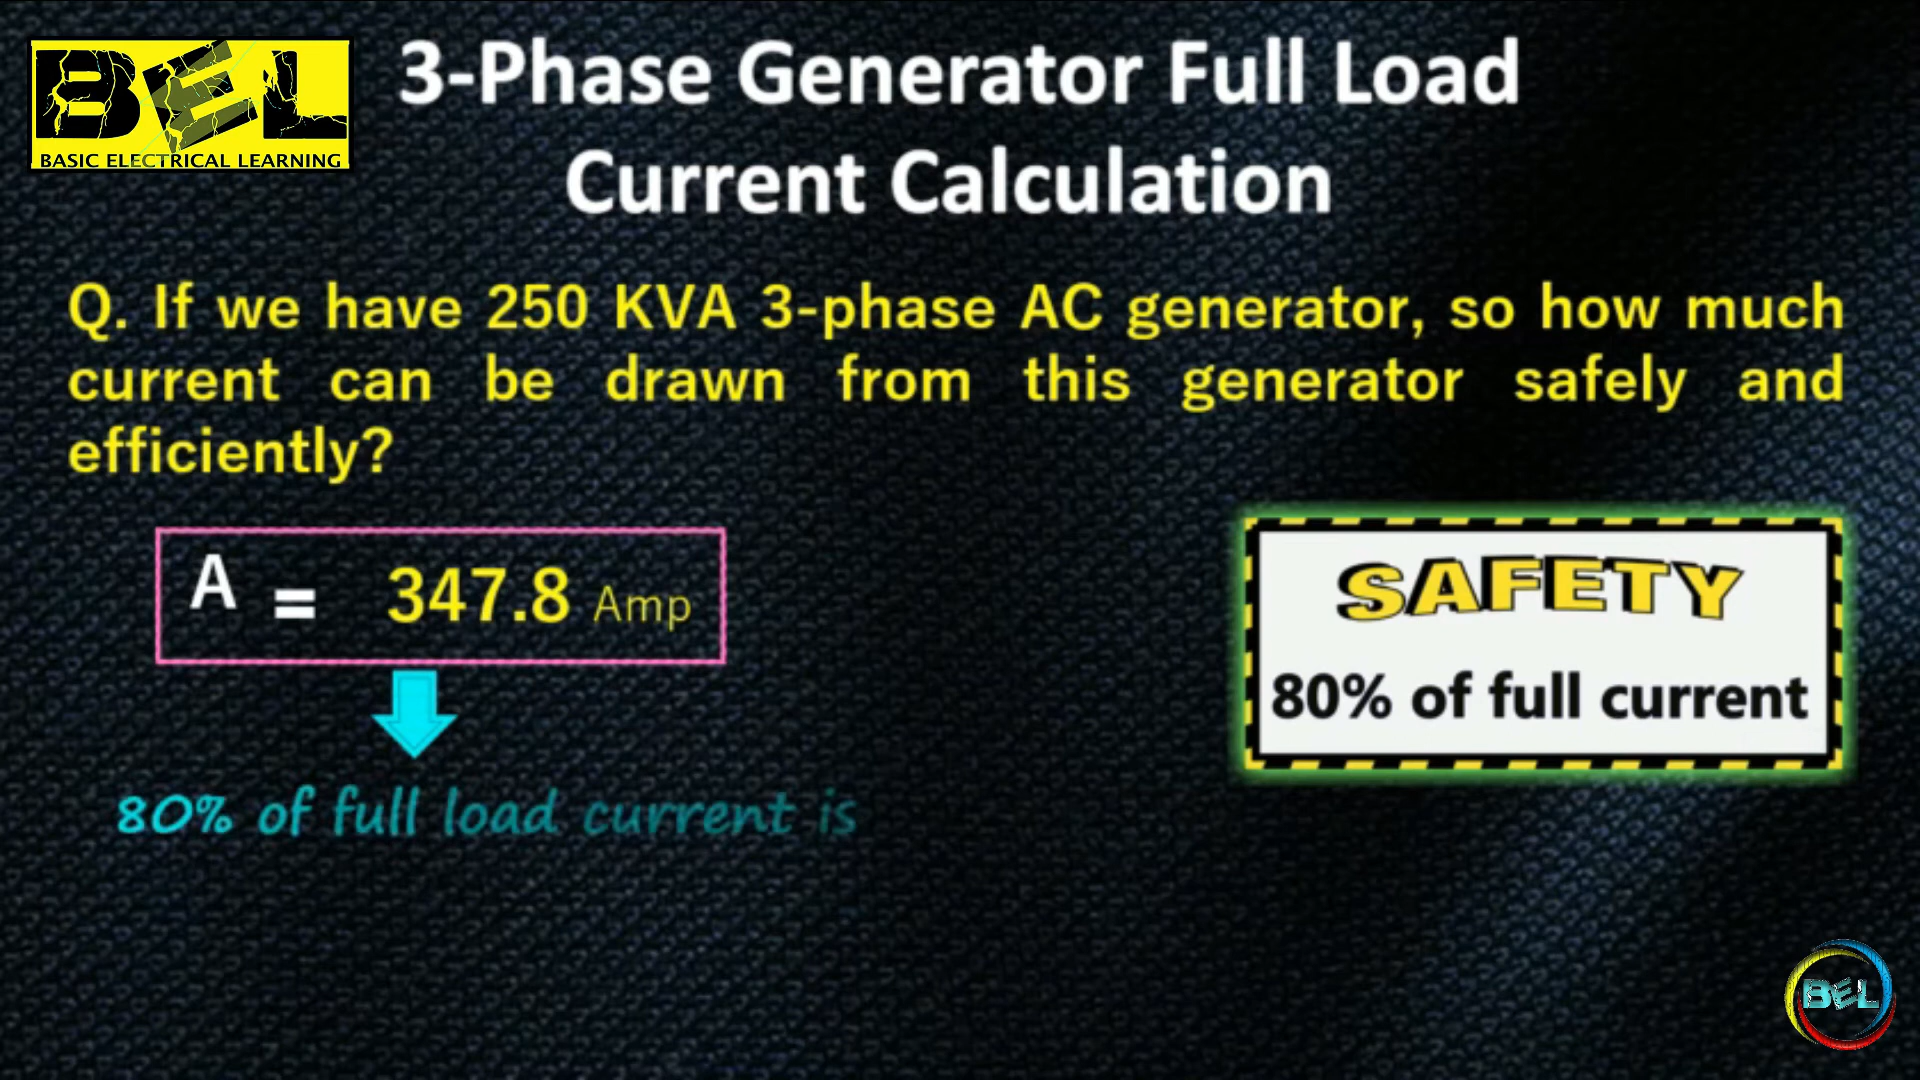 BEL
BASIC ELECTRICAL LEARNING
3-Phase Generator Full Load
Current Calculation
Q. If we have 250 KVA 3-phase AC generator, so how much
current can be drawn from this generator safely and
efficiently?
A = 347.8 Amp
SAFETY
80% of full current
80% of full load current is
BEL